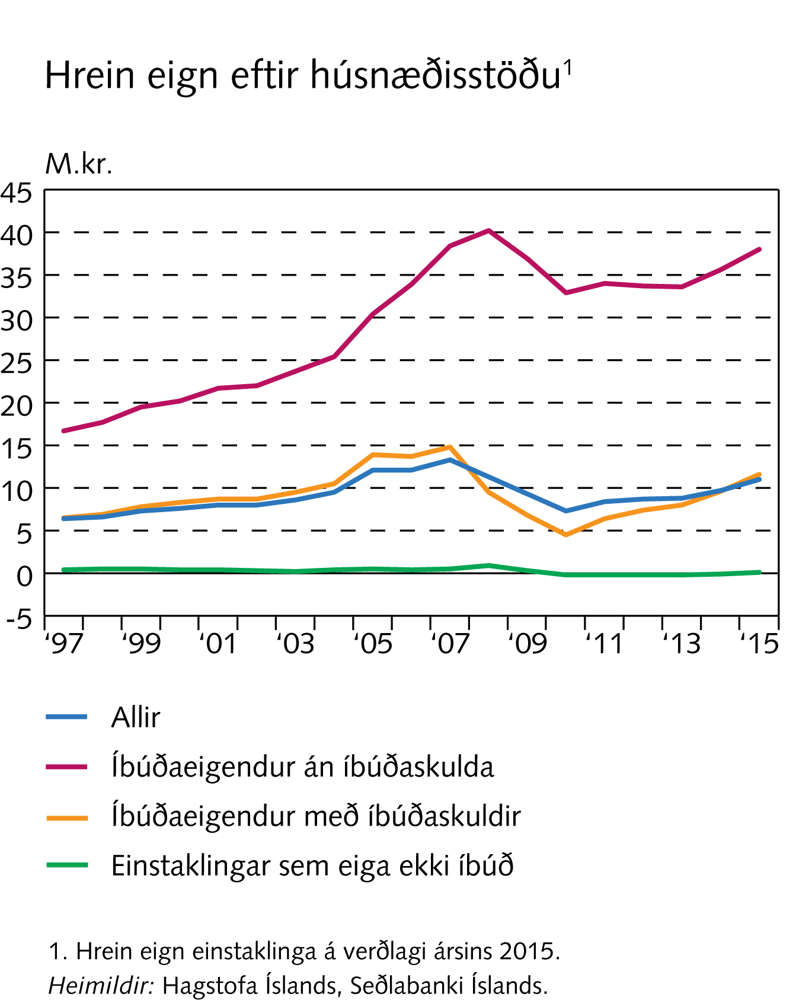 Hrein eign eftir húsnæðisstöðu¹
M.kr.
45
40
35
30
25
20
15
10
5
0
-5
‘97 ‘99 ‘01 ‘03 ‘05 ‘07 ‘09 ‘11 ‘13 ‘15
Allir
Íbúðaeigendur án íbúðaskulda
Íbúðaeigendur með íbúðaskuldir
Einstaklingar sem eiga ekki íbúð
1. Hrein eign einstaklinga á verðlagi ársins 2015.
Heimildir: Hagstofa Íslands, Seðlabanki Íslands.